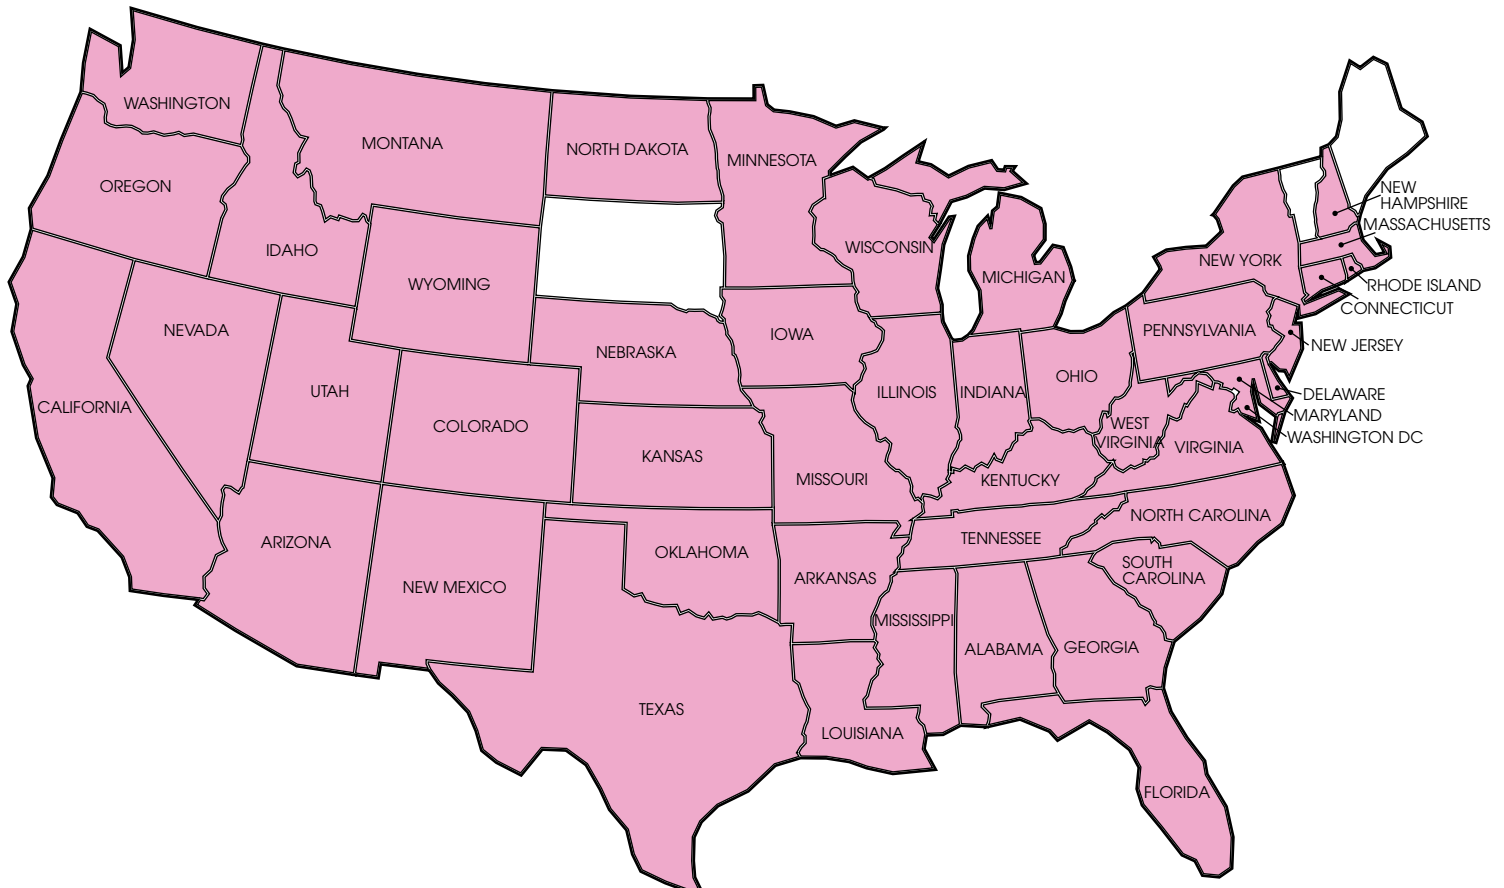 WASHINGTON
MONTANA
NORTH DAKOTA
MINNESOTA
OREGON
NEW
HAMPSHIRE
MASSACHUSETTS
IDAHO
WISCONSIN
NEW YORK
WYOMING
MICHIGAN
RHODE ISLAND
CONNECTICUT
NEVADA
IOWA
PENNSYLVANIA
NEW JERSEY
NEBRASKA
UTAH
ILLINOIS
INDIANA
OHIO
DELAWARE
CALIFORNIA
MARYLAND
COLORADO
WEST
VIRGINIA
WASHINGTON DC
VIRGINIA
KANSAS
MISSOURI
KENTUCKY
NORTH CAROLINA
ARIZONA
OKLAHOMA
TENNESSEE
NEW MEXICO
ARKANSAS
SOUTH
CAROLINA
MISSISSIPPI
ALABAMA
GEORGIA
TEXAS
LOUISIANA
FLORIDA